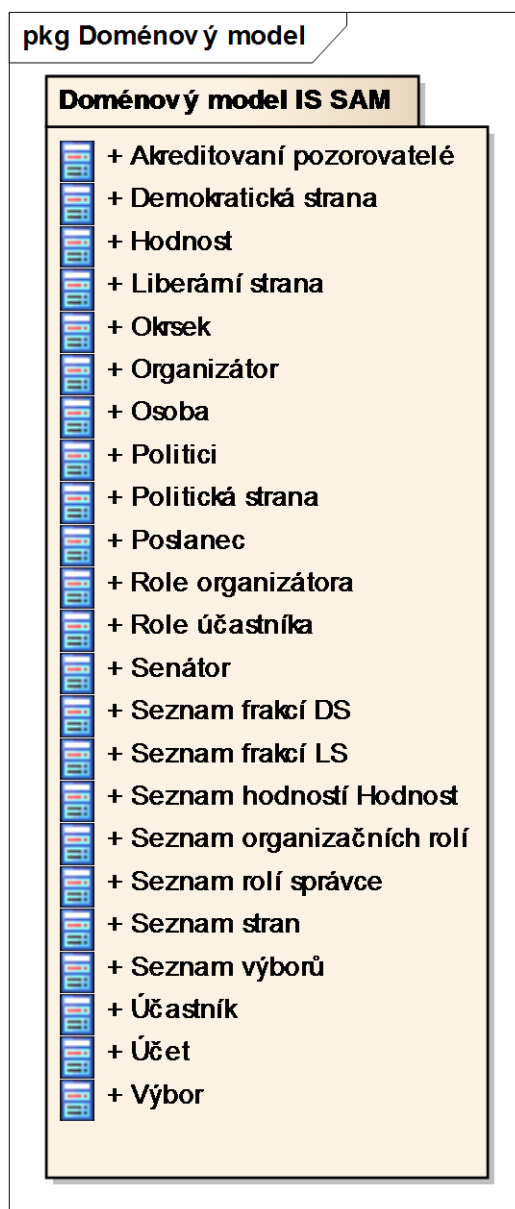 pkg Doménový model
Doménový model IS SAM
+ Akreditovaní pozorovatelé
+ Demokratická strana
+ Hodnost
+ Liberární strana
+ Okrsek
+ Organizátor
+ Osoba
+ Politici
+ Politická strana
+ Poslanec
+ Role organizátora
+ Role účastníka
+ Senátor
+ Seznam frakcí DS
+ Seznam frakcí LS
+ Seznam hodností Hodnost
+ Seznam organizačních rolí
+ Seznam rolí správce
+ Seznam stran
+ Seznam výborů
+ Účastník
+ Účet
+ Výbor